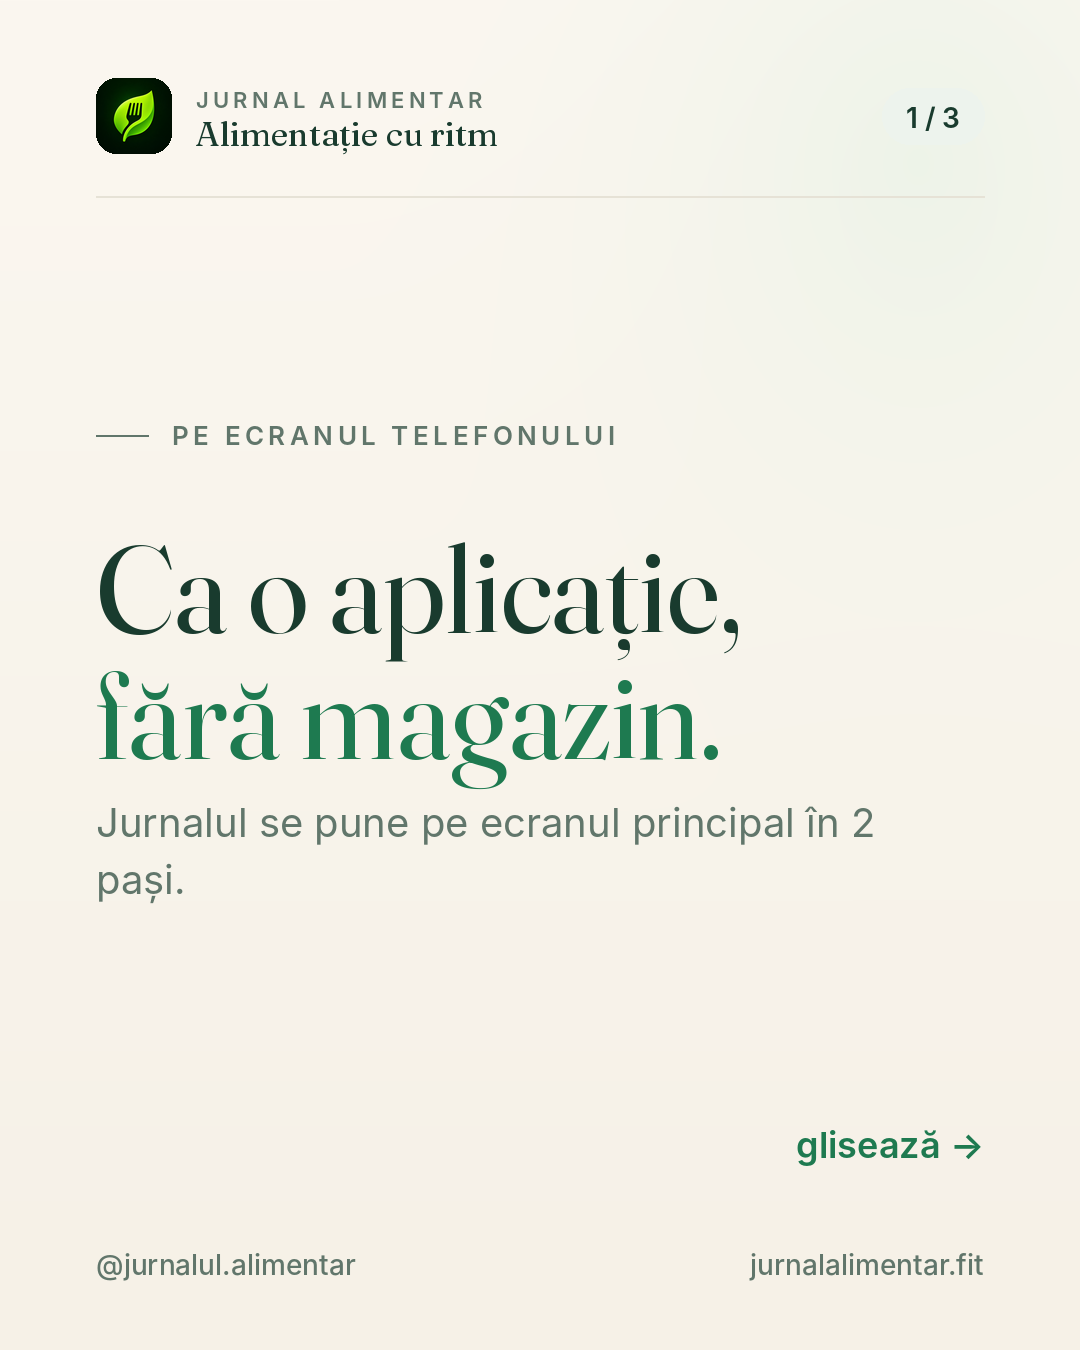 JURNAL ALIMENTAR
Alimentație cu ritm
1 / 3
PE ECRANUL TELEFONULUI
Ca o aplicație,
fără magazin.
Jurnalul se pune pe ecranul principal în 2
pași.
glisează →
@jurnalul.alimentar
jurnalalimentar.fit